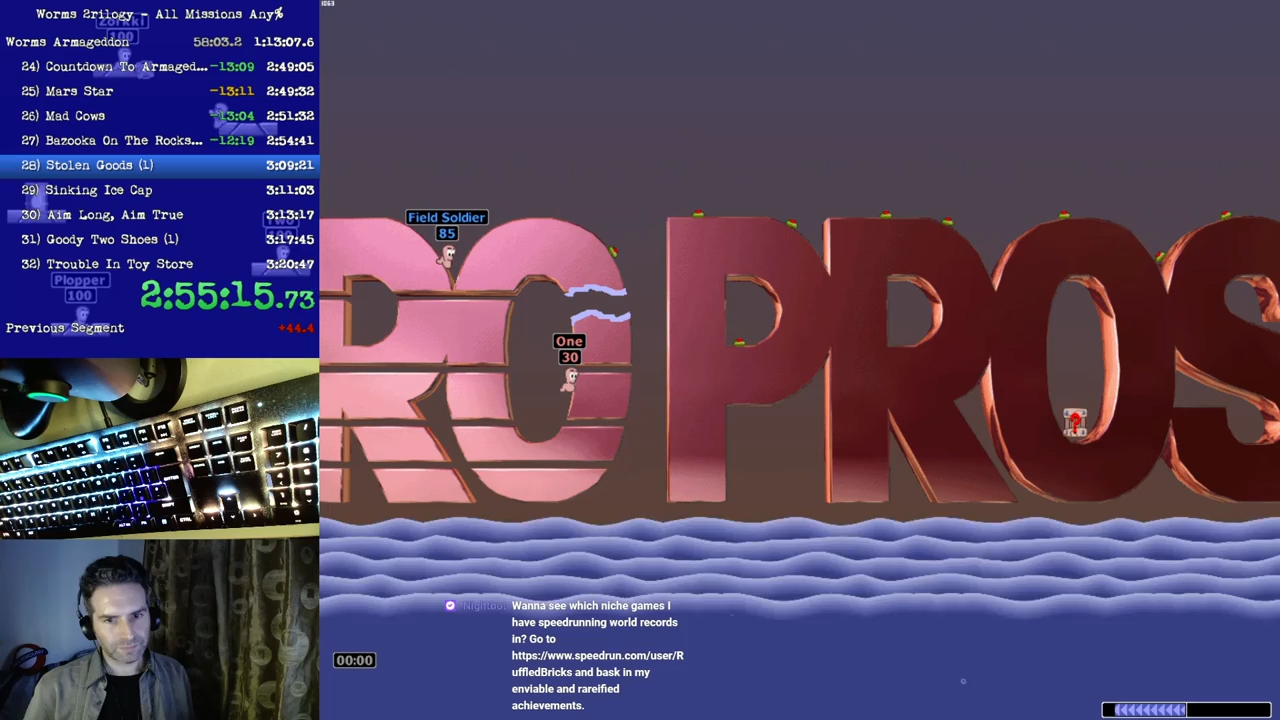 1063
Worms 2rilogy - All Missions Any%
Zorkki
100
Worms Armageddon 58:03.2 1:13:07.6
24) Countdown To Armaged... -13:09 2:49:05
25) Mars Star -13:11 2:49:32
26) Mad Cows -13:04 2:51:32
27) Bazooka On The Rocks... -12:19 2:54:41
28) Stolen Goods (1) 3:09:21
29) Sinking Ice Cap 3:11:03
30) Aim Long, Aim True 3:13:17
31) Goody Two Shoes (1) 3:17:45
32) Trouble In Toy Store 3:20:47
Plopper
100
2:55:15.73
Previous Segment +44.4
Field Soldier
85
One
30
RO PROS
Nightbot Wanna see which niche games I
have speedrunning world records
in? Go to
https://www.speedrun.com/user/R
uffledBricks and bask in my
enviable and rareified
achievements.
00:00